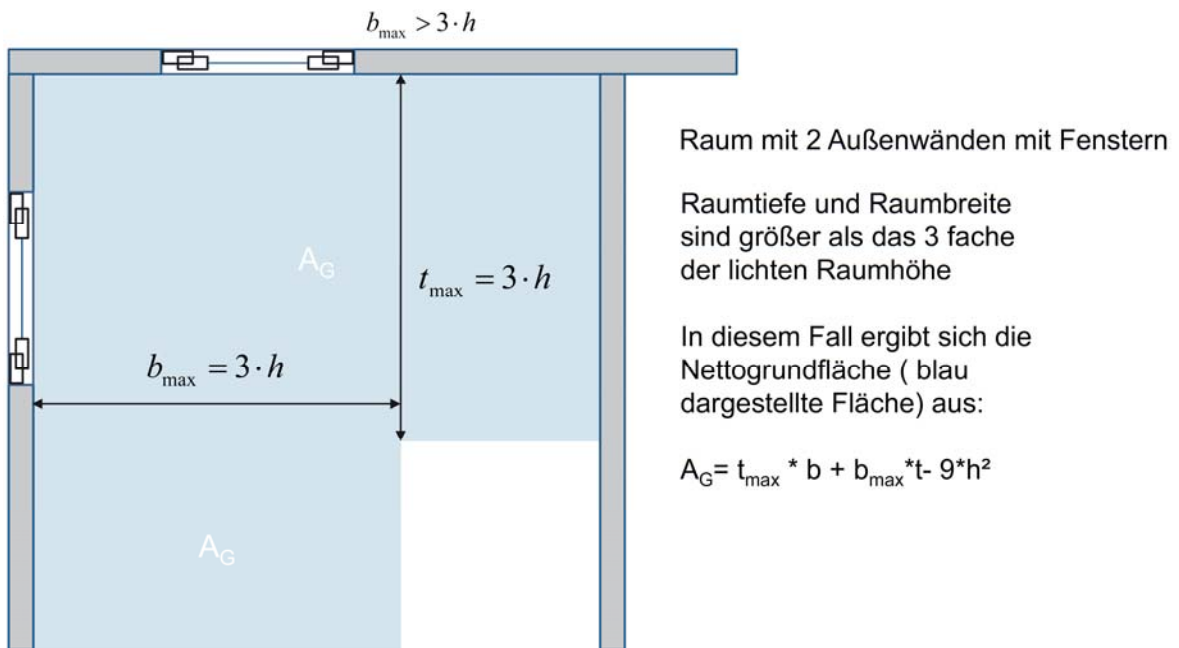 b_max > 3·h
A_G
t_max = 3·h
b_max = 3·h
A_G
Raum mit 2 Außenwänden mit Fenstern
Raumtiefe und Raumbreite
sind größer als das 3 fache
der lichten Raumhöhe
In diesem Fall ergibt sich die
Nettogrundfläche ( blau
dargestellte Fläche) aus:
A_G= t_max * b + b_max*t- 9*h²